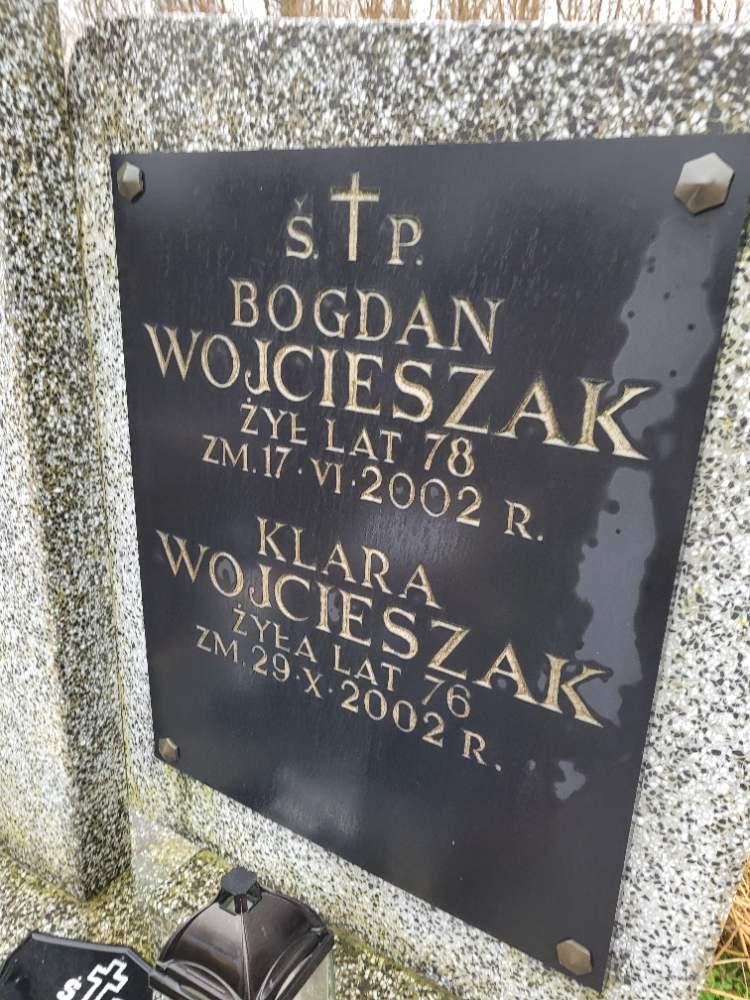 Ś. P.
BOGDAN
WOJCIESZAK
ŻYŁ LAT 78
ZM. 17 · VI · 2002 R.
KLARA
WOJCIESZAK
ŻYŁA LAT 76
ZM. 29 · X · 2002 R.
Ś.